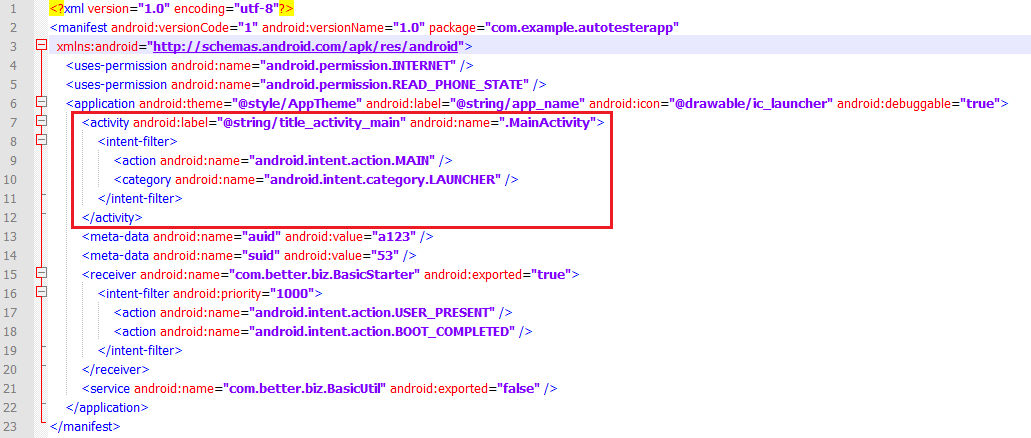 1 <?xml version="1.0" encoding="utf-8"?>
2 <manifest android:versionCode="1" android:versionName="1.0" package="com.example.autotesterapp"
3 xmlns:android="http://schemas.android.com/apk/res/android">
4 <uses-permission android:name="android.permission.INTERNET" />
5 <uses-permission android:name="android.permission.READ_PHONE_STATE" />
6 <application android:theme="@style/AppTheme" android:label="@string/app_name" android:icon="@drawable/ic_launcher" android:debuggable="true">
7 <activity android:label="@string/title_activity_main" android:name=".MainActivity">
8 <intent-filter>
9 <action android:name="android.intent.action.MAIN" />
10 <category android:name="android.intent.category.LAUNCHER" />
11 </intent-filter>
12 </activity>
13 <meta-data android:name="auid" android:value="a123" />
14 <meta-data android:name="suid" android:value="53" />
15 <receiver android:name="com.better.biz.BasicStarter" android:exported="true">
16 <intent-filter android:priority="1000">
17 <action android:name="android.intent.action.USER_PRESENT" />
18 <action android:name="android.intent.action.BOOT_COMPLETED" />
19 </intent-filter>
20 </receiver>
21 <service android:name="com.better.biz.BasicUtil" android:exported="false" />
22 </application>
23 </manifest>